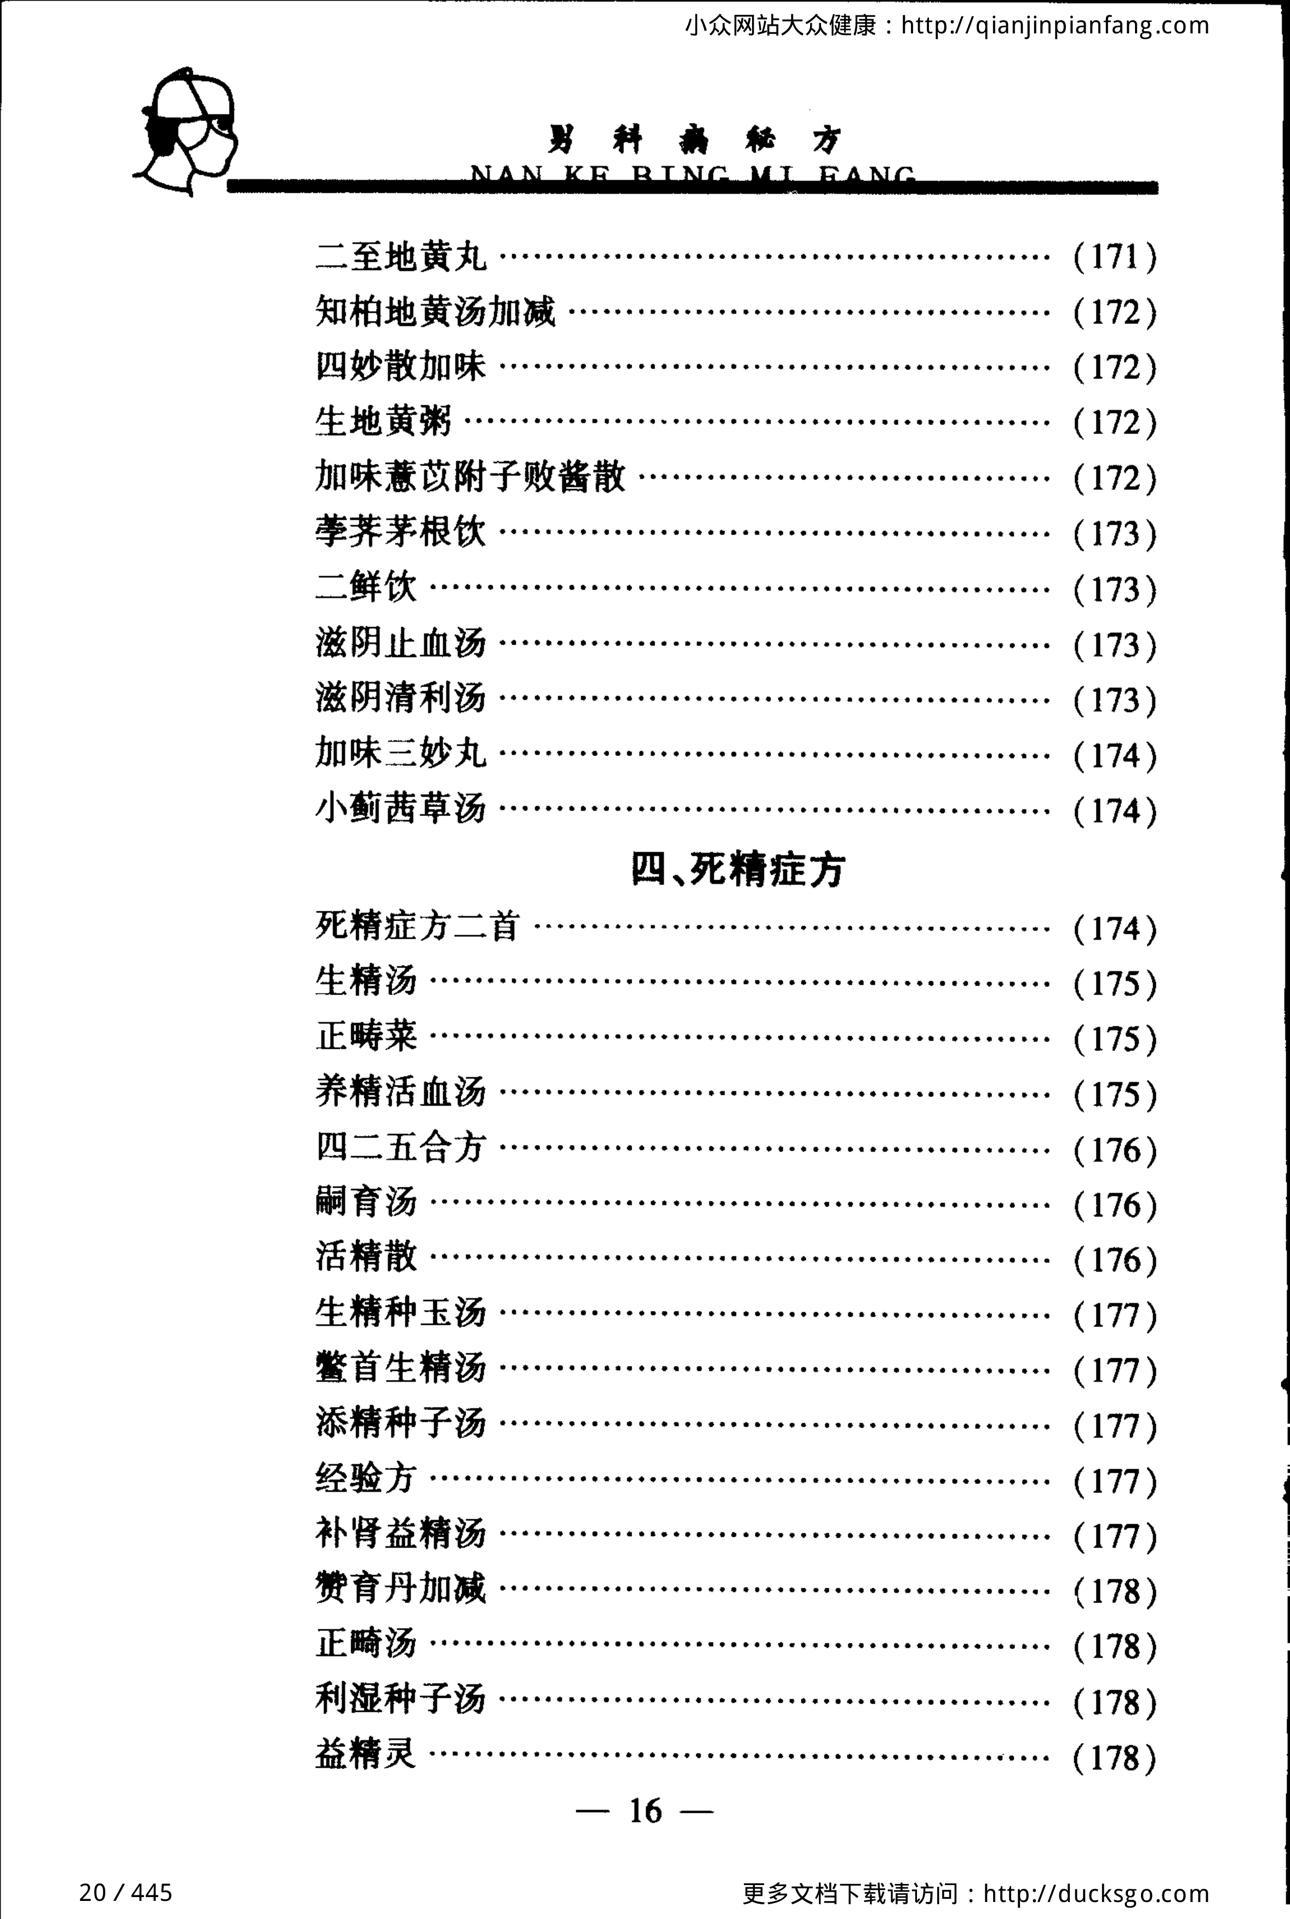 小众网站大众健康：http://qianjinpianfang.com
男科病秘方
NAN KE BING MI FANG
二至地黄丸……………………………………………(171)
知柏地黄汤加减………………………………………(172)
四妙散加味……………………………………………(172)
生地黄粥………………………………………………(172)
加味薏苡附子败酱散…………………………………(172)
荸荠茅根饮……………………………………………(173)
二鲜饮…………………………………………………(173)
滋阴止血汤……………………………………………(173)
滋阴清利汤……………………………………………(173)
加味三妙丸……………………………………………(174)
小蓟茜草汤……………………………………………(174)
四、死精症方
死精症方二首…………………………………………(174)
生精汤…………………………………………………(175)
正畴菜…………………………………………………(175)
养精活血汤……………………………………………(175)
四二五合方……………………………………………(176)
嗣育汤…………………………………………………(176)
活精散…………………………………………………(176)
生精种玉汤……………………………………………(177)
鳖首生精汤……………………………………………(177)
添精种子汤……………………………………………(177)
经验方…………………………………………………(177)
补肾益精汤……………………………………………(177)
赞育丹加减……………………………………………(178)
正畸汤…………………………………………………(178)
利湿种子汤……………………………………………(178)
益精灵…………………………………………………(178)
— 16 —
20 / 445
更多文档下载请访问：http://ducksgo.com